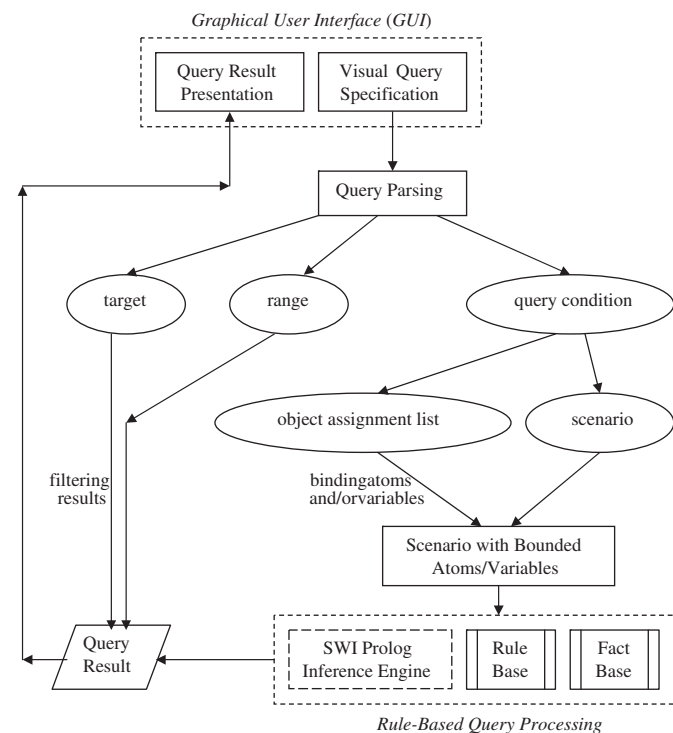 Graphical User Interface (GUI)
Query Result
Presentation
Visual Query
Specification
Query Parsing
target
range
query condition
object assignment list
scenario
filtering
results
bindingatoms
and/orvariables
Scenario with Bounded
Atoms/Variables
Query
Result
SWI Prolog
Inference Engine
Rule
Base
Fact
Base
Rule-Based Query Processing